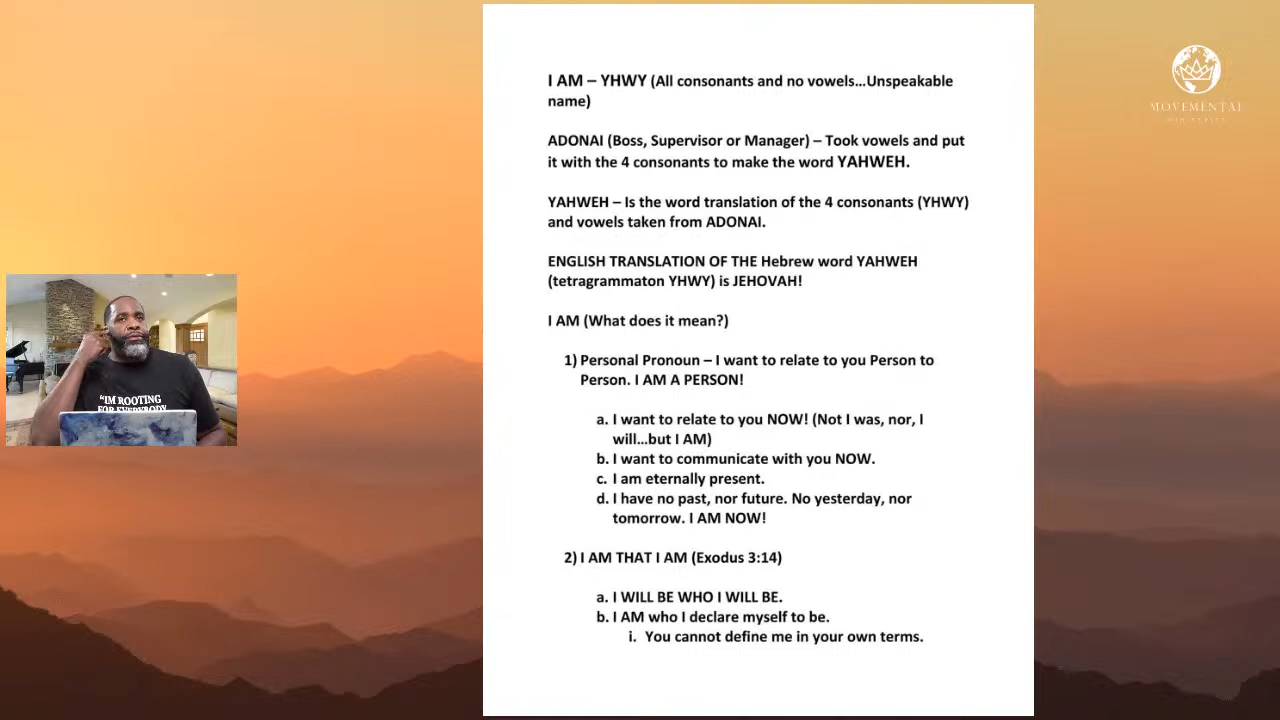 I AM – YHWY (All consonants and no vowels...Unspeakable
name)
ADONAI (Boss, Supervisor or Manager) – Took vowels and put
it with the 4 consonants to make the word YAHWEH.
YAHWEH – Is the word translation of the 4 consonants (YHWY)
and vowels taken from ADONAI.
ENGLISH TRANSLATION OF THE Hebrew word YAHWEH
(tetragrammaton YHWY) is JEHOVAH!
I AM (What does it mean?)
1) Personal Pronoun – I want to relate to you Person to
Person. I AM A PERSON!
a. I want to relate to you NOW! (Not I was, nor, I
will...but I AM)
b. I want to communicate with you NOW.
c. I am eternally present.
d. I have no past, nor future. No yesterday, nor
tomorrow. I AM NOW!
2) I AM THAT I AM (Exodus 3:14)
a. I WILL BE WHO I WILL BE.
b. I AM who I declare myself to be.
i. You cannot define me in your own terms.
MOVEMENTAL
"IM ROOTING
FOR EVERYBODY